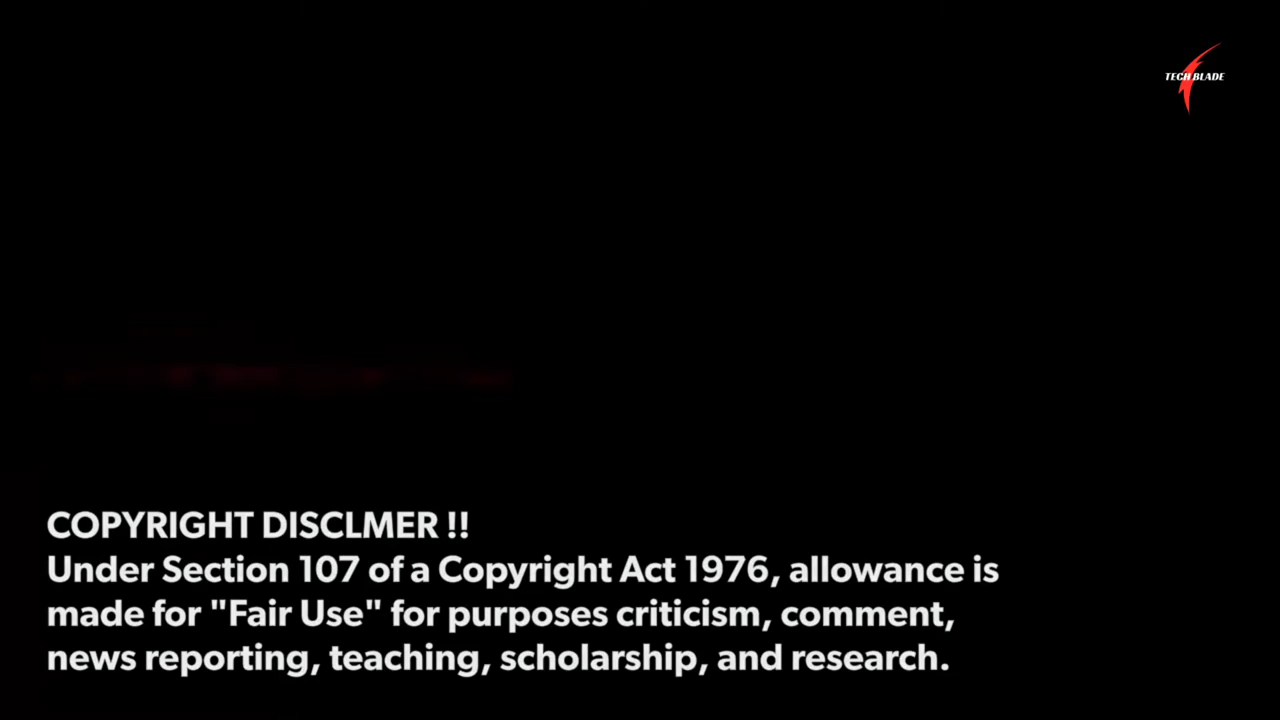 TECH BLADE
COPYRIGHT DISCLMER !!
Under Section 107 of a Copyright Act 1976, allowance is
made for "Fair Use" for purposes criticism, comment,
news reporting, teaching, scholarship, and research.